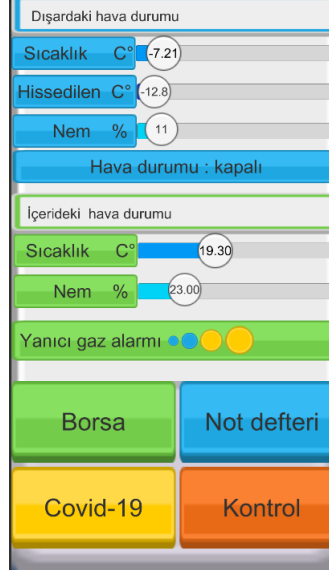 Dışardaki hava durumu
Sıcaklık C° -7.21
Hissedilen C° -12.8
Nem % 11
Hava durumu : kapalı
İçerideki hava durumu
Sıcaklık C° 19.30
Nem % 23.00
Yanıcı gaz alarmı
Borsa Not defteri
Covid-19 Kontrol